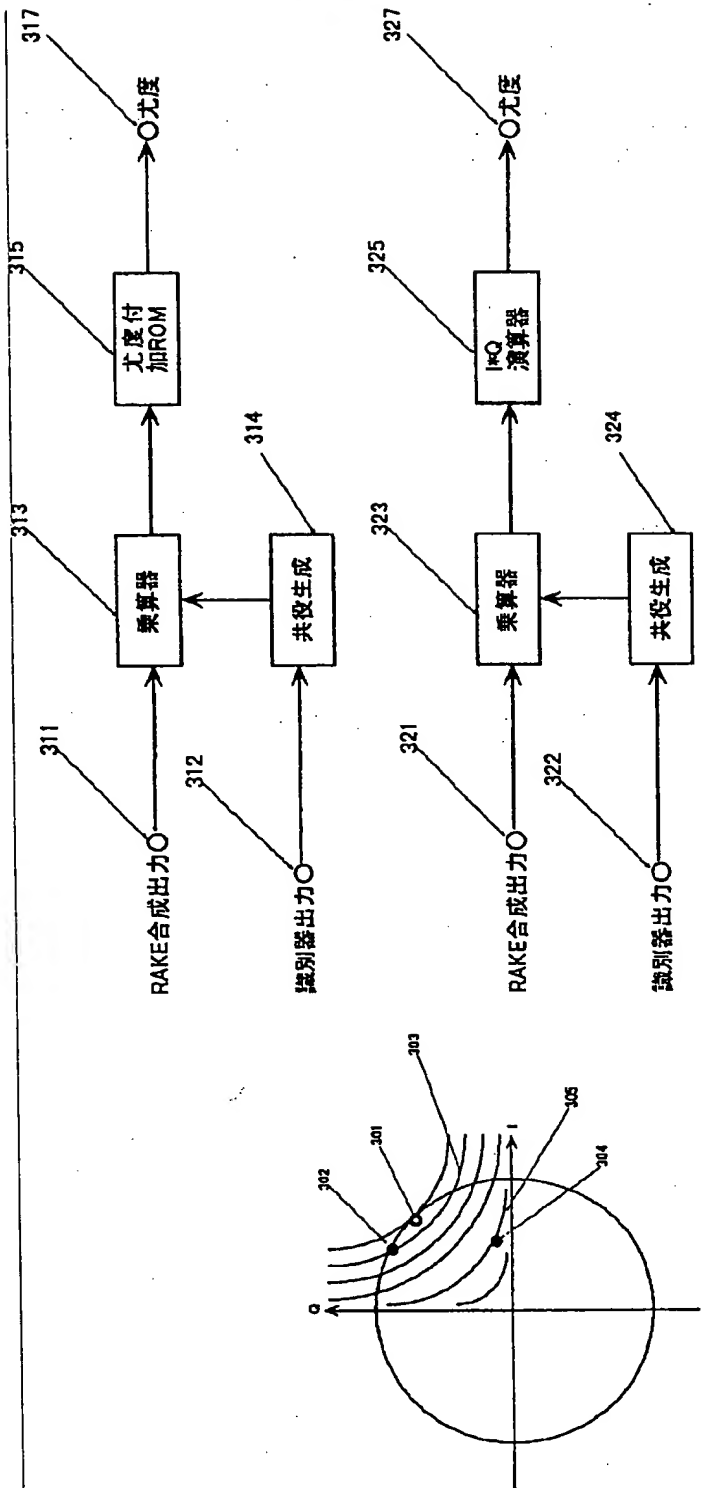 317
315
尤度付
加ROM
○尤度
313
乗算器
314
共役生成
311
RAKE合成出力○
312
識別器出力○
327
325
I*Q
演算器
○尤度
323
乗算器
324
共役生成
321
RAKE合成出力○
322
識別器出力○
Q
302
301
303
I
305
304